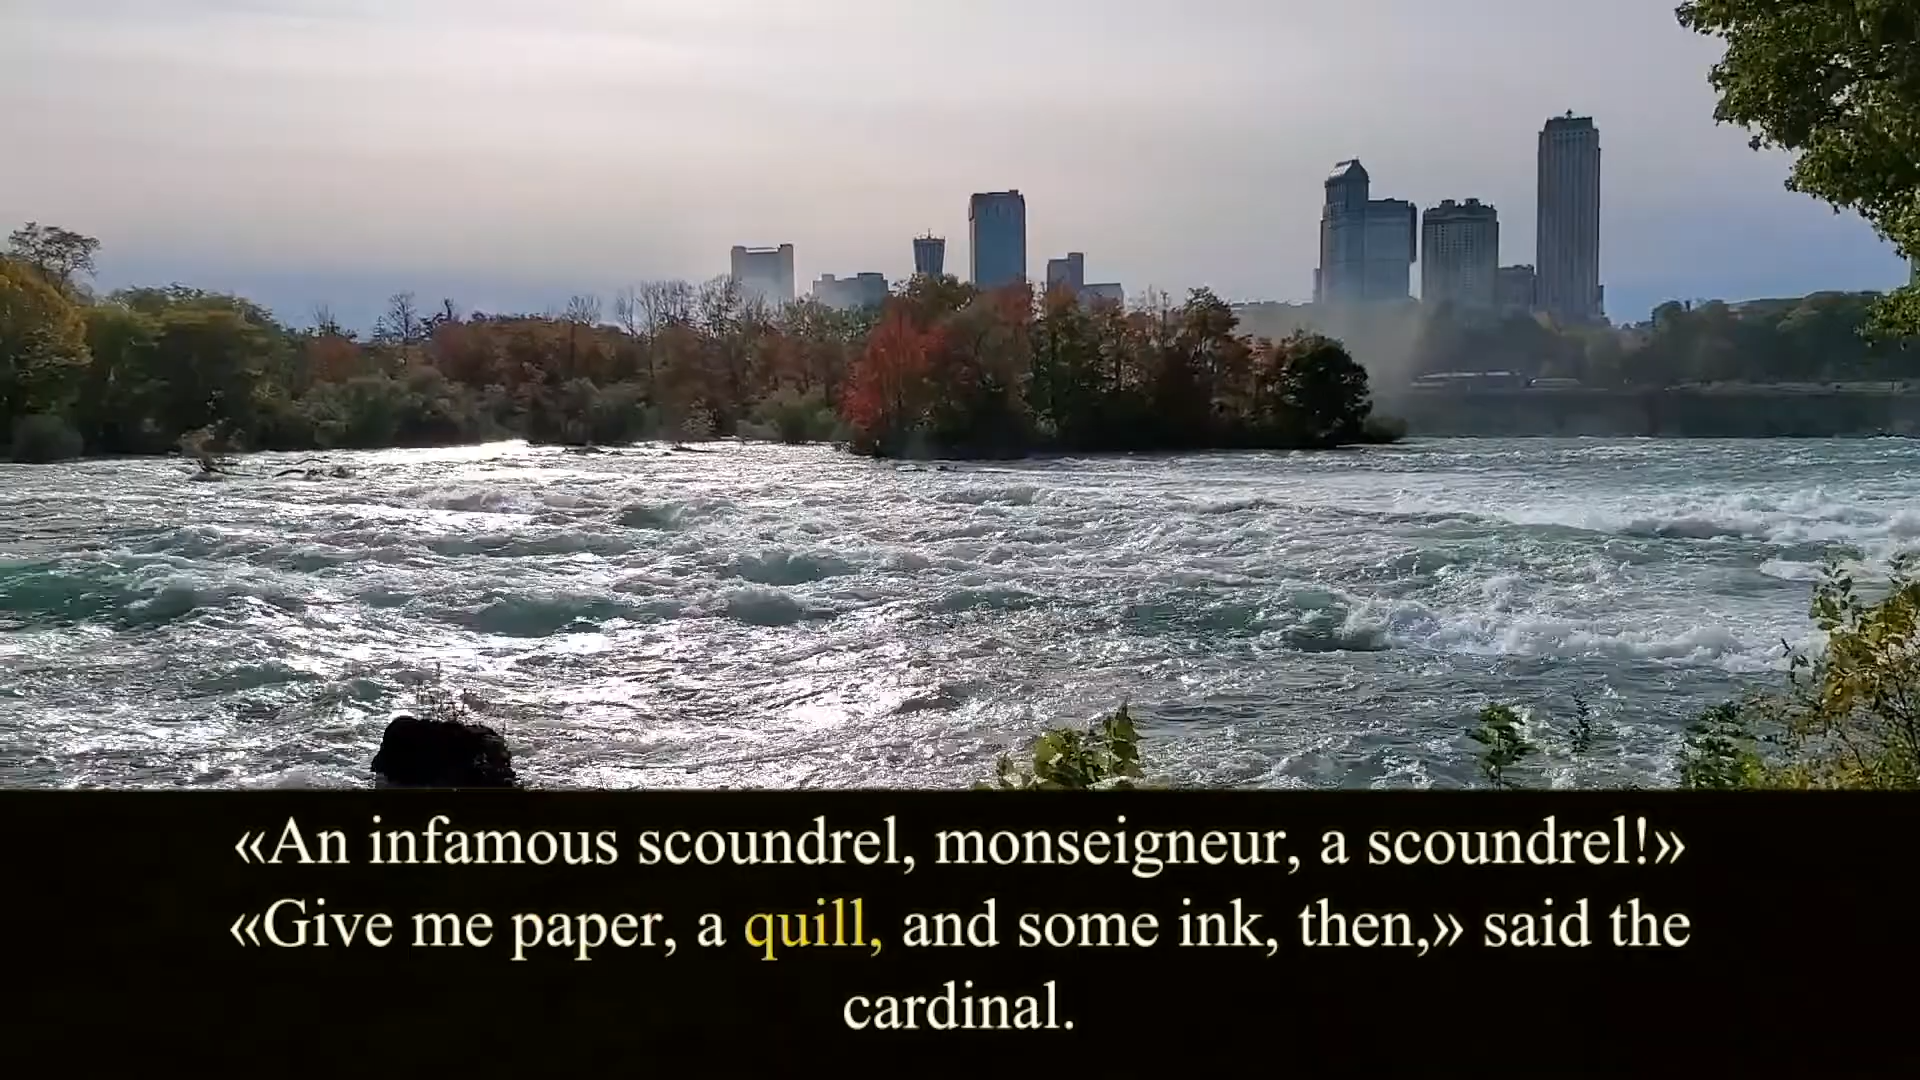 «An infamous scoundrel, monseigneur, a scoundrel!»
«Give me paper, a quill, and some ink, then,» said the
cardinal.